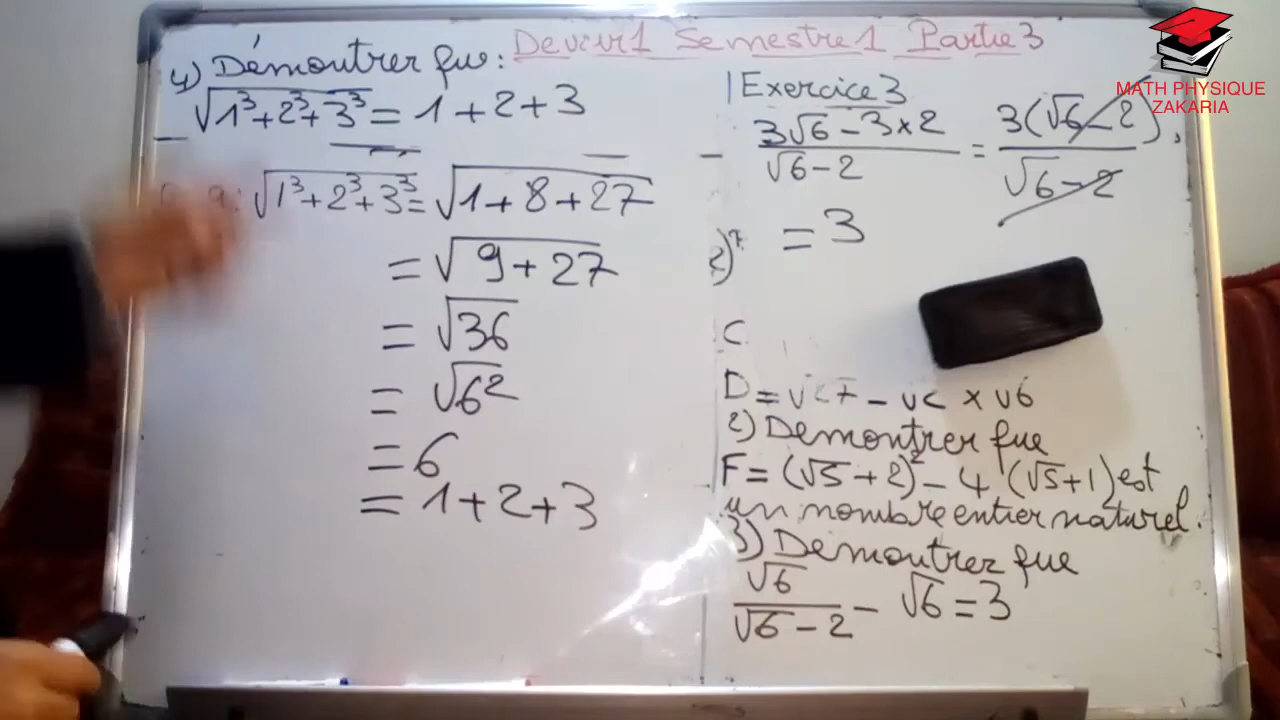 Devoir1 Semestre1 Partie3
4) Démontrer que:
√1³+2³+3³ = 1+2+3
√1³+2³+3³ = √1+8+27
= √9+27
= √36
= √6²
= 6
= 1+2+3
Exercice3
3√6-3×2 / √6-2 = 3(√6-2) / √6-2
= 3
C
D = × √6
2) Démontrer que
F = (√5+2)² - 4(√5+1) est
un nombre entier naturel.
3) Démontrer que
√6 / √6-2 - √6 = 3
MATH PHYSIQUE
ZAKARIA